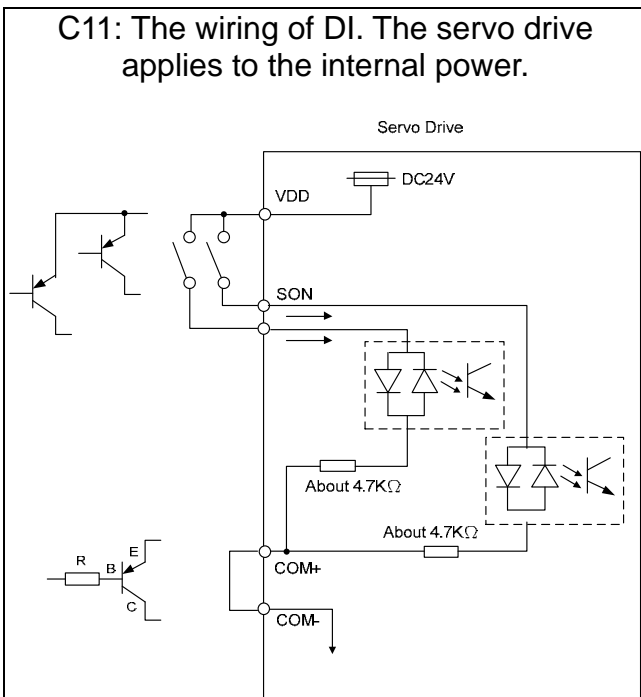 C11: The wiring of DI. The servo drive
applies to the internal power.
Servo Drive
DC24V
VDD
SON
About 4.7KΩ
About 4.7KΩ
COM+
R
B
E
C
COM-